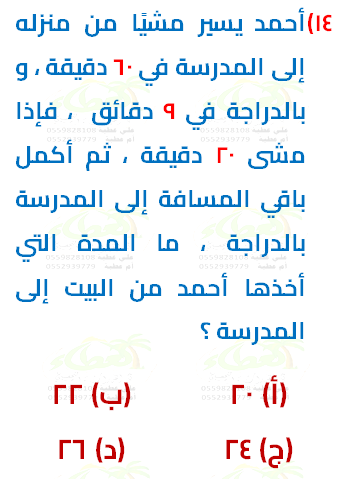 ١٤) أحمد يسير مشيًا من منزله
إلى المدرسة في ٦٠ دقيقة ، و
بالدراجة في ٩ دقائق ، فإذا
مشى ٢٠ دقيقة ، ثم أكمل
باقي المسافة إلى المدرسة
بالدراجة ، ما المدة التي
أخذها أحمد من البيت إلى
المدرسة ؟
(أ) ٢٠ (ب) ٢٢
(ج) ٢٤ (د) ٢٦